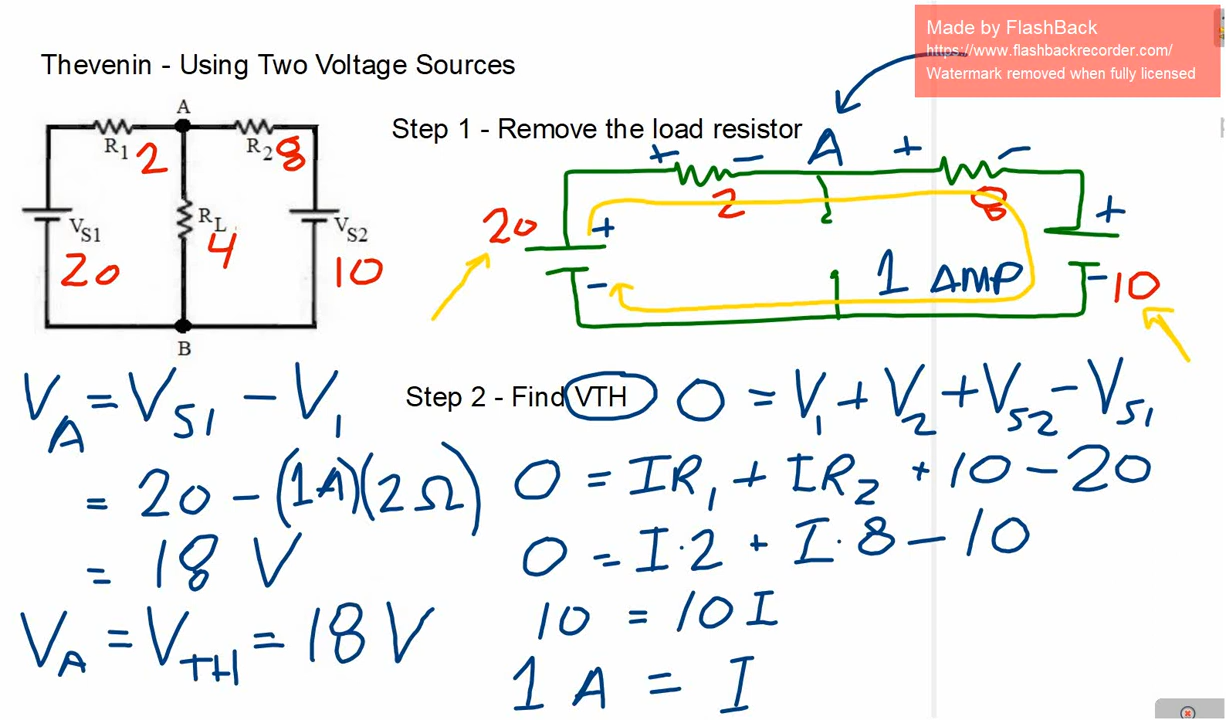 Made by FlashBack
https://www.flashbackrecorder.com/
Watermark removed when fully licensed
Thevenin - Using Two Voltage Sources
A
R1 2
R2 8
RL 4
VS1 20
VS2 10
B
Step 1 - Remove the load resistor
A
+ − + −
2 8
20 +
−
+
− 10
1 AMP
Step 2 - Find VTH
0 = V1 + V2 + VS2 − VS1
0 = IR1 + IR2 + 10 − 20
0 = I·2 + I·8 − 10
10 = 10I
1 A = I
VA = VS1 − V1
= 20 − (1A)(2Ω)
= 18 V
VA = VTH = 18 V